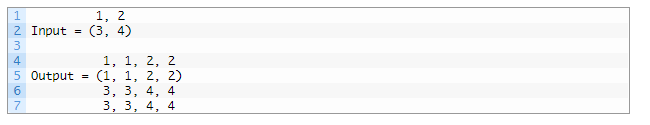 1 1, 2
2 Input = (3, 4)
3
4 1, 1, 2, 2
5 Output = (1, 1, 2, 2)
6 3, 3, 4, 4
7 3, 3, 4, 4